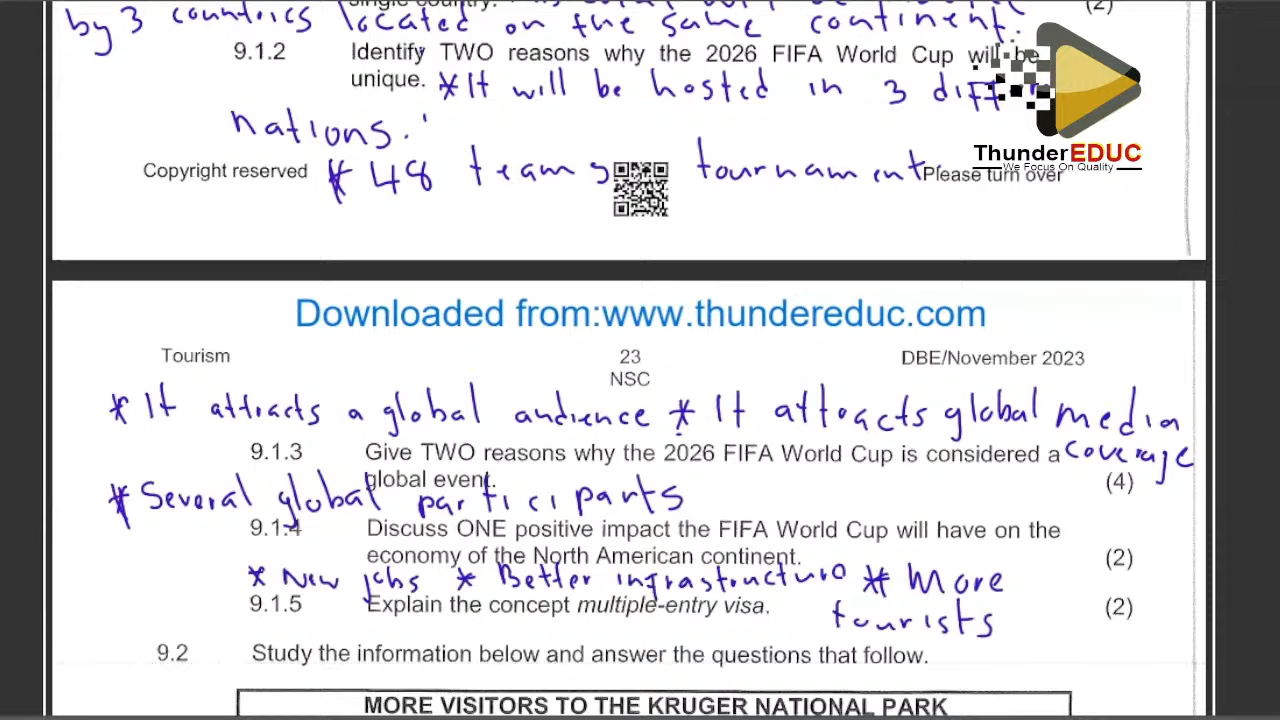 single country.
(2)
by 3 countries located on the same continent.
9.1.2 Identify TWO reasons why the 2026 FIFA World Cup will be
unique. *It will be hosted in 3
nations.
ThunderEDUC
We Focus On Quality
Copyright reserved * 48 teams tournament Please turn over
Downloaded from:www.thundereduc.com
Tourism 23 DBE/November 2023
NSC
* It attracts a global audience * It attracts global media
9.1.3 Give TWO reasons why the 2026 FIFA World Cup is considered a coverage
global event. (4)
* Several global participants
9.1.4 Discuss ONE positive impact the FIFA World Cup will have on the
economy of the North American continent. (2)
* New jobs * Better infrastructure * More
9.1.5 Explain the concept multiple-entry visa. (2)
tourists
9.2 Study the information below and answer the questions that follow.
MORE VISITORS TO THE KRUGER NATIONAL PARK